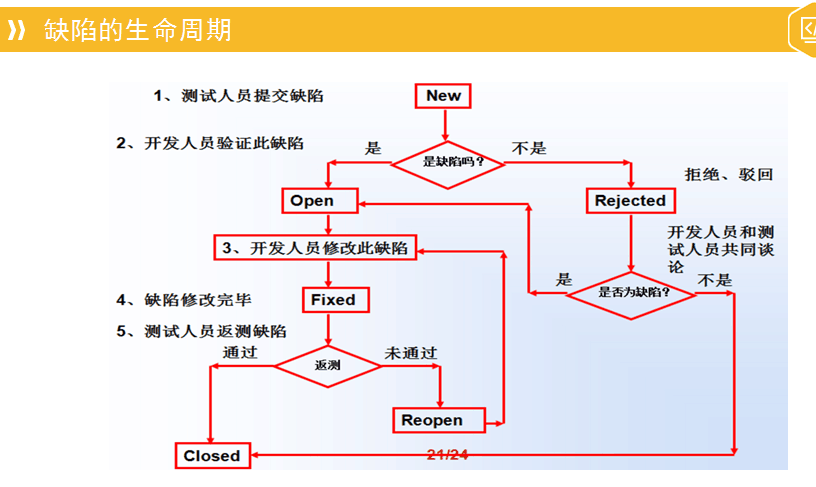 缺陷的生命周期
1、测试人员提交缺陷
New
2、开发人员验证此缺陷
是
是缺陷吗？
不是
拒绝、驳回
Open
Rejected
开发人员和测
试人员共同谈
论
3、开发人员修改此缺陷
是
是否为缺陷？
不是
4、缺陷修改完毕
Fixed
5、测试人员返测缺陷
通过
返测
未通过
Reopen
Closed
21/24